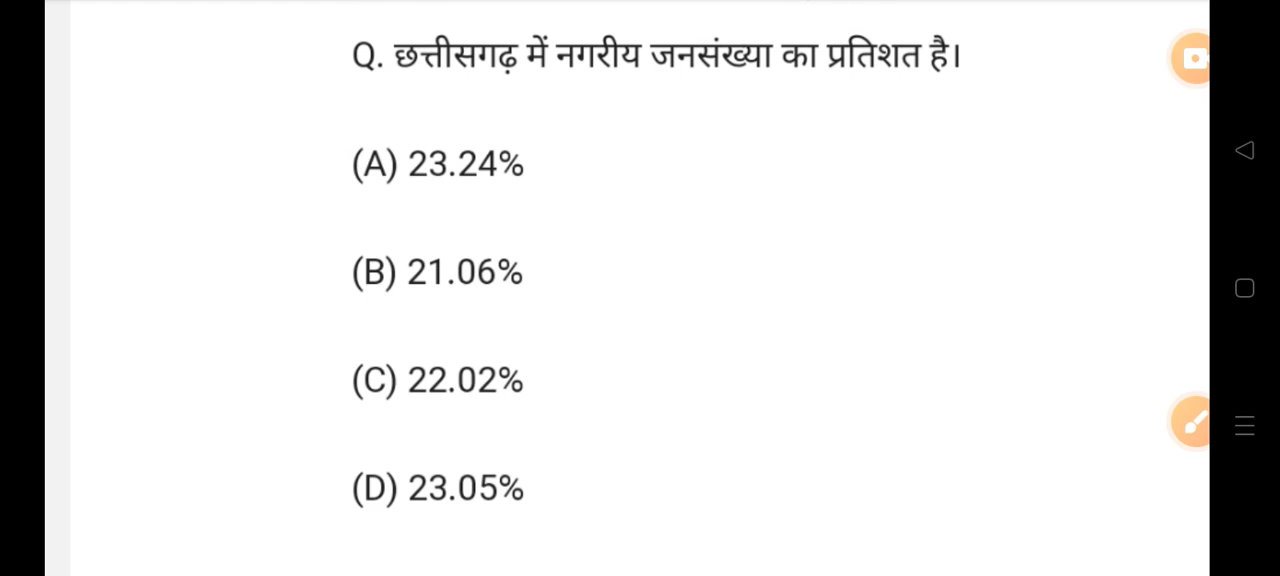 Q. छत्तीसगढ़ में नगरीय जनसंख्या का प्रतिशत है।
(A) 23.24%
(B) 21.06%
(C) 22.02%
(D) 23.05%